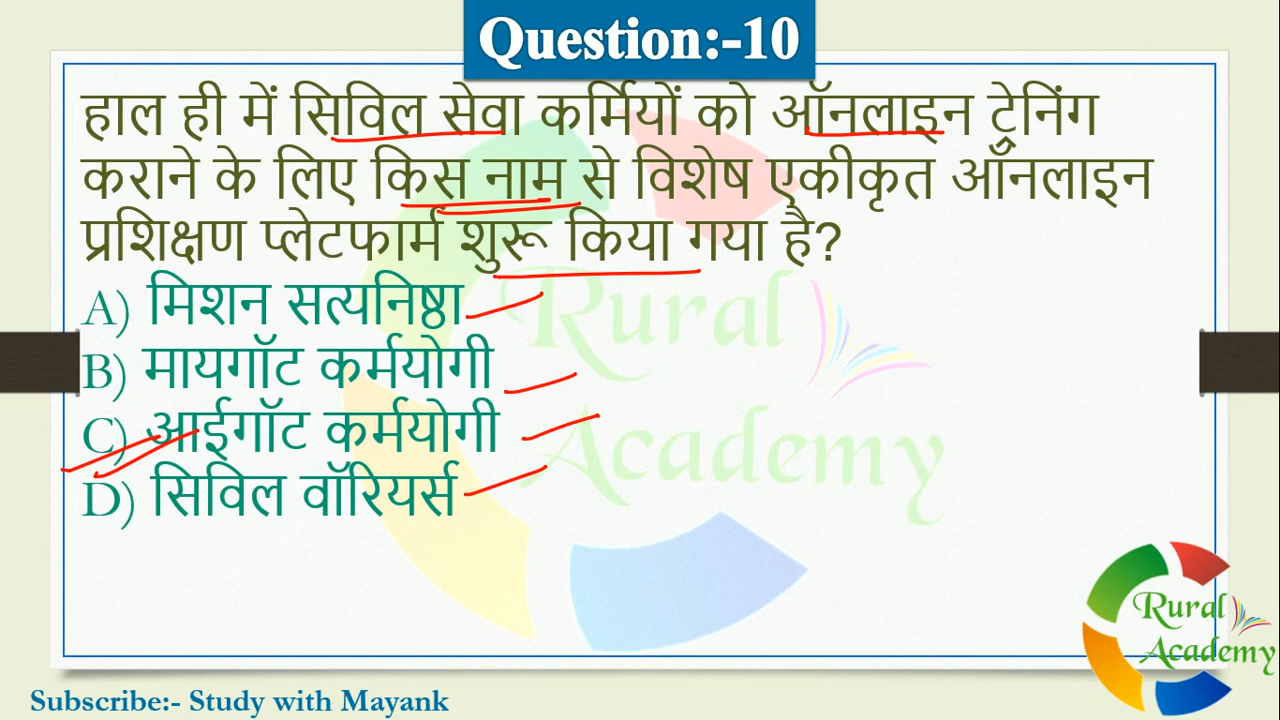 Question:-10
हाल ही में सिविल सेवा कर्मियों को ऑनलाइन ट्रेनिंग
कराने के लिए किस नाम से विशेष एकीकृत ऑनलाइन
प्रशिक्षण प्लेटफार्म शुरू किया गया है?
A) मिशन सत्यनिष्ठा
B) मायगॉट कर्मयोगी
C) आईगॉट कर्मयोगी
D) सिविल वॉरियर्स
Rural
Academy
Rural
Academy
Subscribe:- Study with Mayank